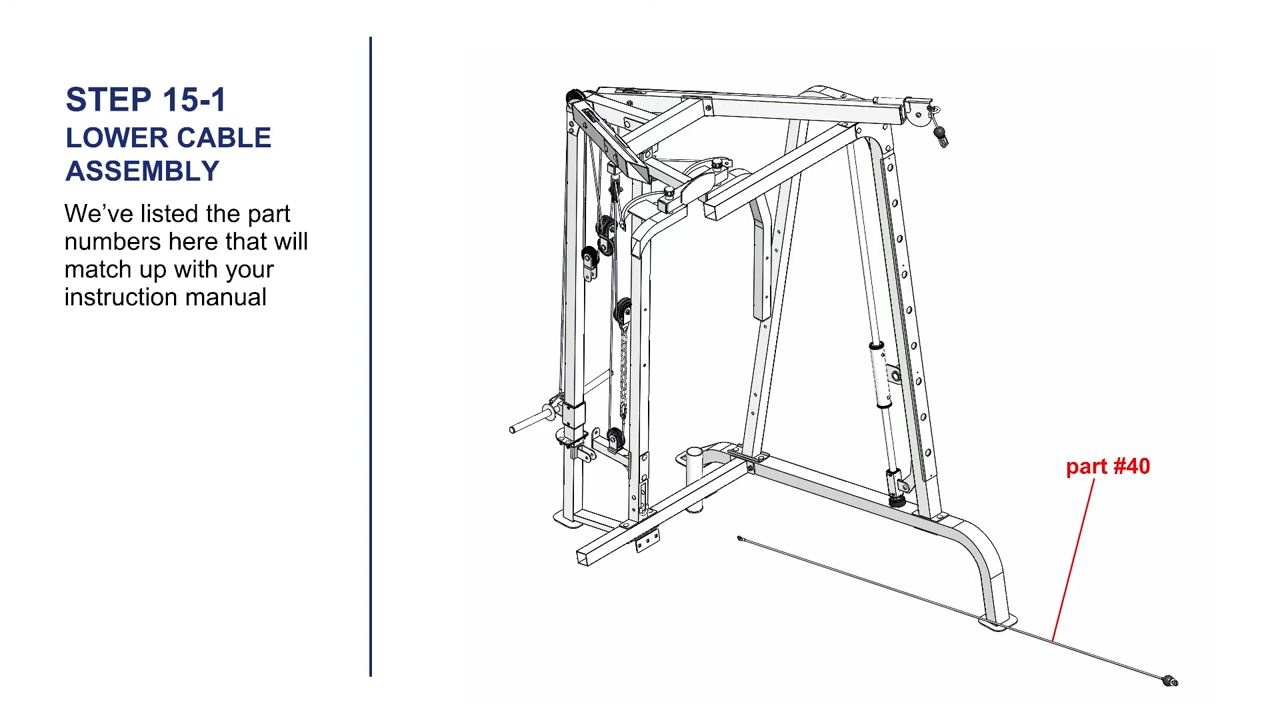 STEP 15-1
LOWER CABLE
ASSEMBLY
We’ve listed the part
numbers here that will
match up with your
instruction manual
part #40